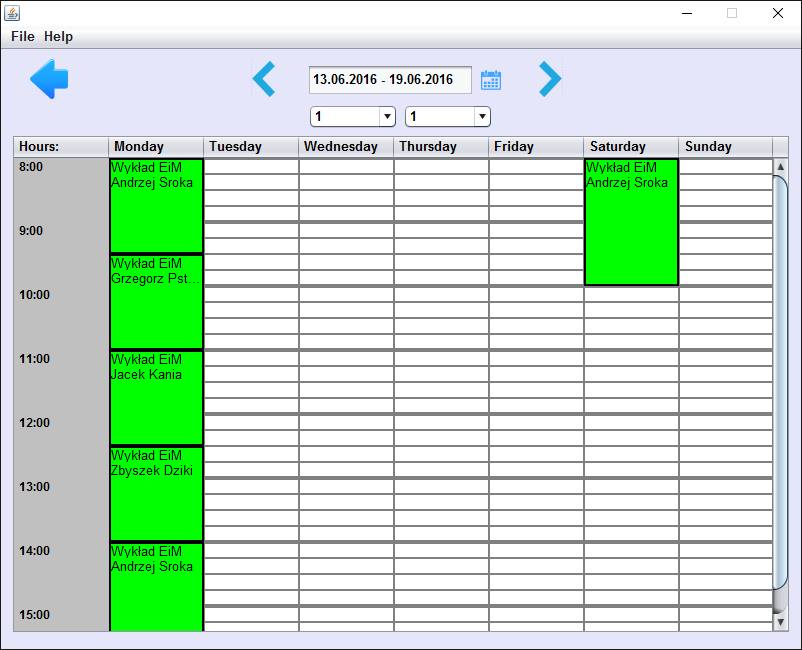 File Help
13.06.2016 - 19.06.2016
1 1
Hours: Monday Tuesday Wednesday Thursday Friday Saturday Sunday
8:00 Wykład EiM Wykład EiM
Andrzej Sroka Andrzej Sroka
9:00
Wykład EiM
Grzegorz Pst...
10:00
11:00 Wykład EiM
Jacek Kania
12:00
Wykład EiM
Zbyszek Dziki
13:00
14:00 Wykład EiM
Andrzej Sroka
15:00